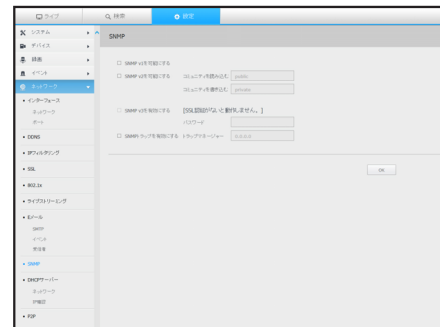 ライブ
検索
設定
システム
デバイス
録画
イベント
ネットワーク
• インターフェース
ネットワーク
ポート
• DDNS
• IPフィルタリング
• SSL
• 802.1x
• ライブストリーミング
• Eメール
SMTP
イベント
受信者
• SNMP
• DHCPサーバー
ネットワーク
IP確認
• P2P
SNMP
SNMP v1を可能にする
SNMP v2を可能にする コミュニティを読み込む public
コミュニティを書き込む private
SNMP v3を有効にする [SSL認証がないと動作しません。]
パスワード
SNMPトラップを有効にする トラップマネージャー 0.0.0.0
OK